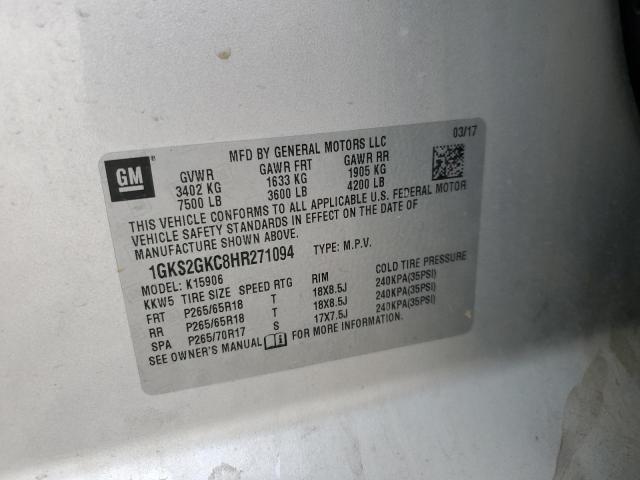 GM
MFD BY GENERAL MOTORS LLC
03/17
GVWR GAWR FRT GAWR RR
3402 KG 1633 KG 1905 KG
7500 LB 3600 LB 4200 LB
THIS VEHICLE CONFORMS TO ALL APPLICABLE U.S. FEDERAL MOTOR
VEHICLE SAFETY STANDARDS IN EFFECT ON THE DATE OF
MANUFACTURE SHOWN ABOVE.
1GKS2GKC8HR271094 TYPE: M.P.V.
MODEL: K15906
KKW5 TIRE SIZE SPEED RTG RIM COLD TIRE PRESSURE
FRT P265/65R18 T 18X8.5J 240KPA(35PSI)
RR P265/65R18 T 18X8.5J 240KPA(35PSI)
SPA P265/70R17 S 17X7.5J 240KPA(35PSI)
SEE OWNER'S MANUAL FOR MORE INFORMATION.